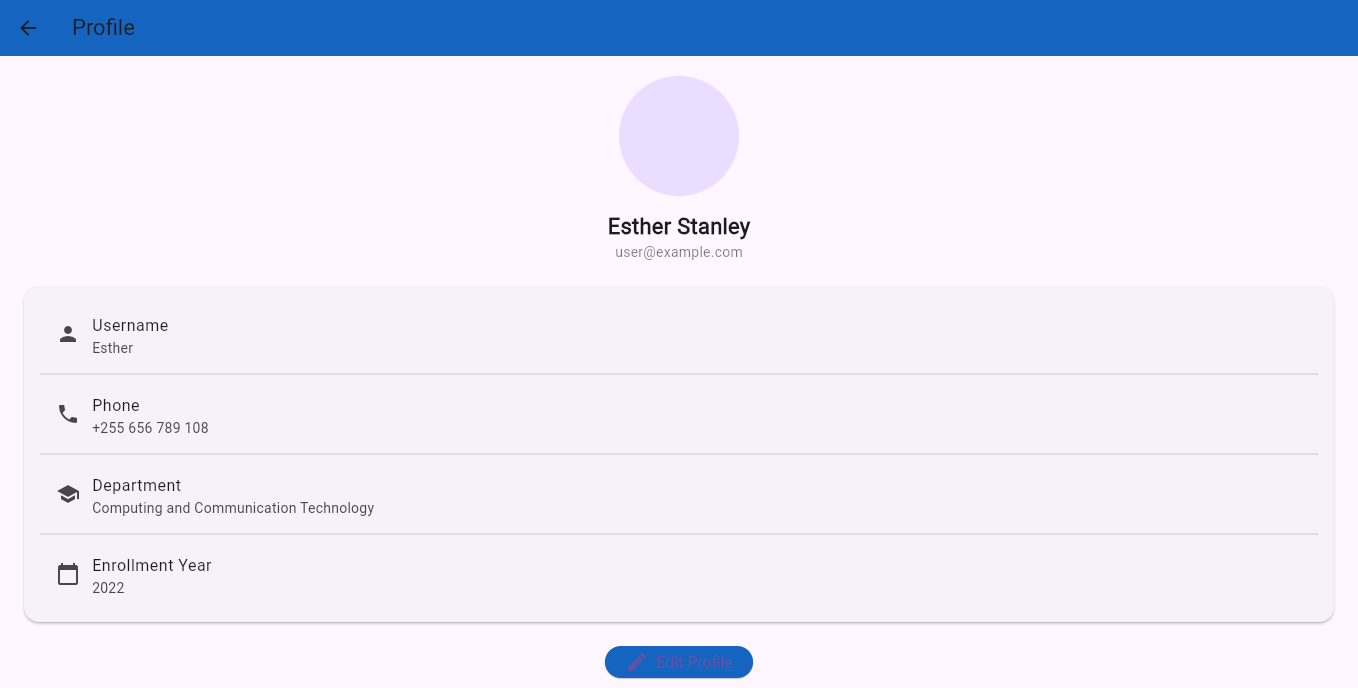 Profile
Esther Stanley
user@example.com
Username
Esther
Phone
+255 656 789 108
Department
Computing and Communication Technology
Enrollment Year
2022
Edit Profile